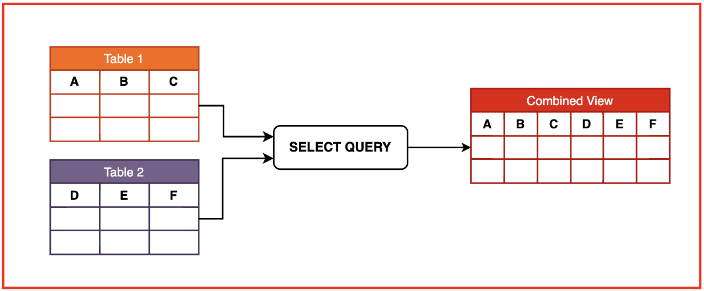 Table 1
A B C
Table 2
D E F
SELECT QUERY
Combined View
A B C D E F